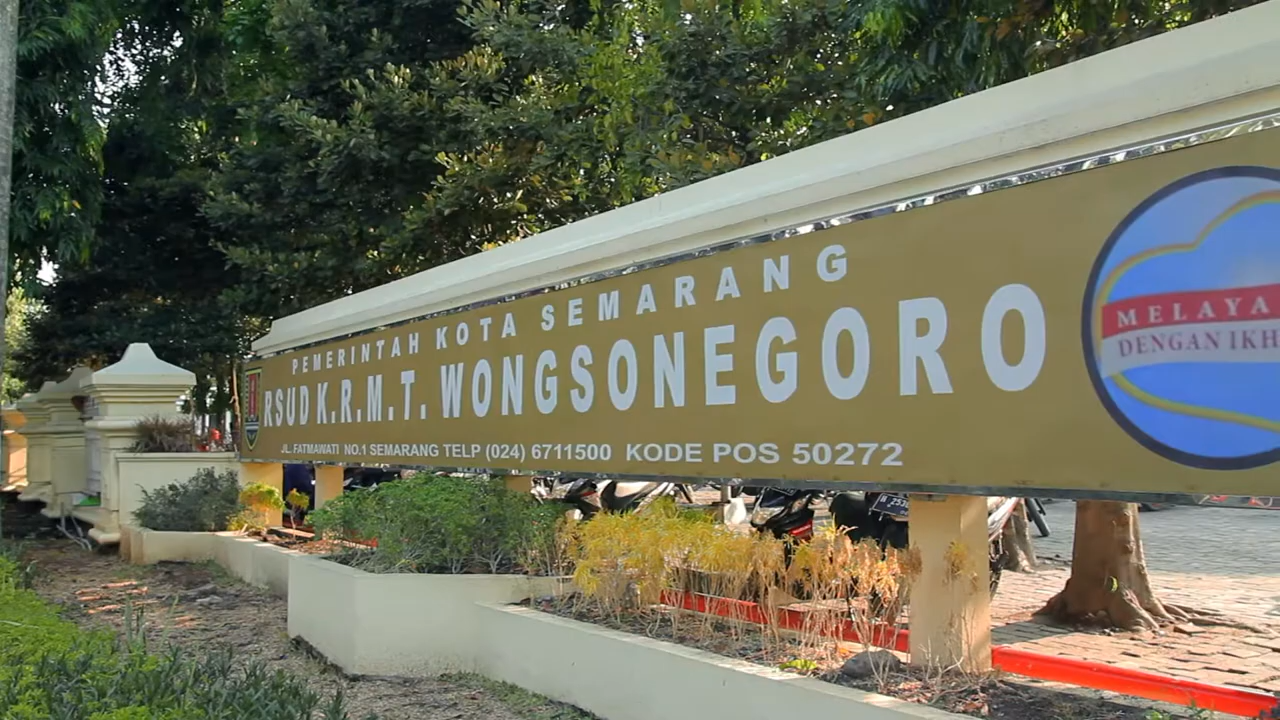 PEMERINTAH KOTA SEMARANG
RSUD K.R.M.T. WONGSONEGORO
JL. FATMAWATI NO.1 SEMARANG TELP (024) 6711500 KODE POS 50272
MELAYA
DENGAN IKH